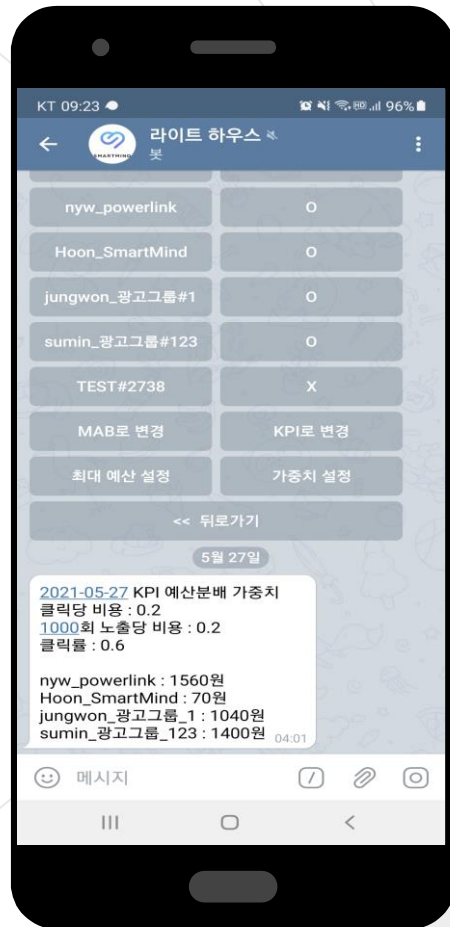 KT 09:23
96%
라이트 하우스
봇
SMARTMIND
nyw_powerlink O
Hoon_SmartMind O
jungwon_광고그룹#1 O
sumin_광고그룹#123 O
TEST#2738 X
MAB로 변경 KPI로 변경
최대 예산 설정 가중치 설정
<< 뒤로가기
5월 27일
2021-05-27 KPI 예산분배 가중치
클릭당 비용 : 0.2
1000회 노출당 비용 : 0.2
클릭률 : 0.6
nyw_powerlink : 1560원
Hoon_SmartMind : 70원
jungwon_광고그룹_1 :
1040원
sumin_광고그룹_123 :
1400원 04:01
메시지